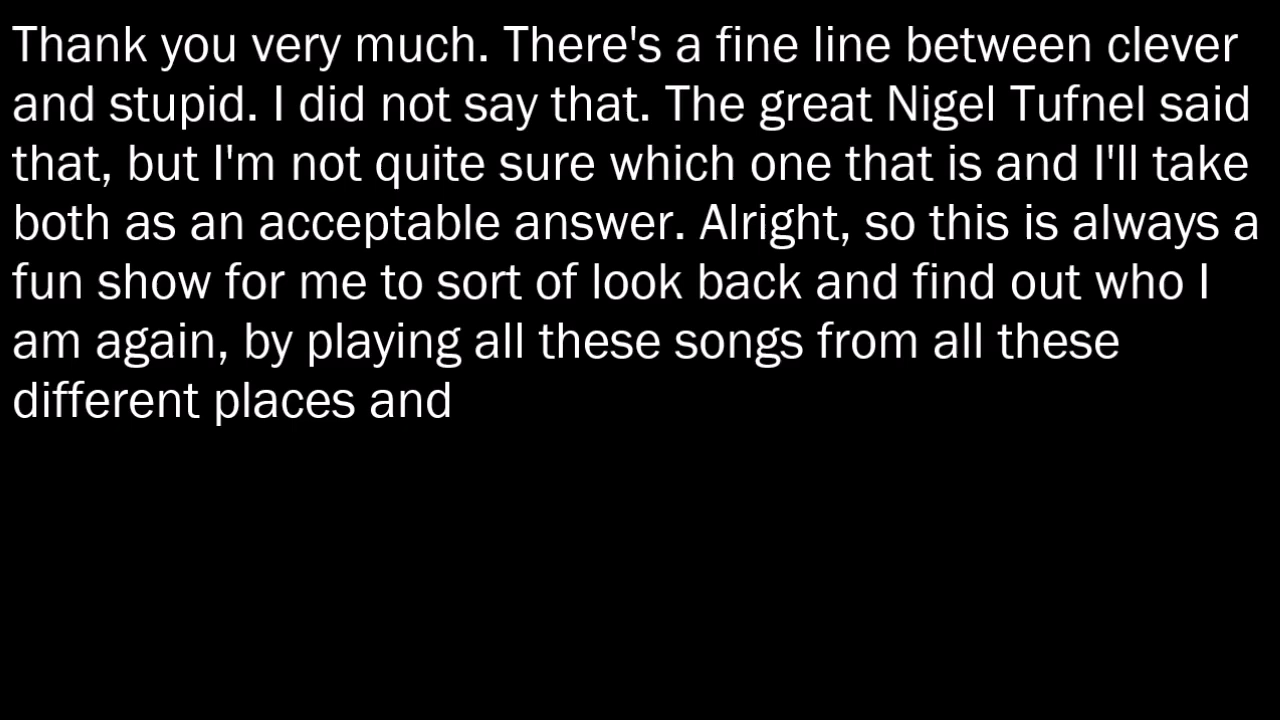 Thank you very much. There's a fine line between clever
and stupid. I did not say that. The great Nigel Tufnel said
that, but I'm not quite sure which one that is and I'll take
both as an acceptable answer. Alright, so this is always a
fun show for me to sort of look back and find out who I
am again, by playing all these songs from all these
different places and